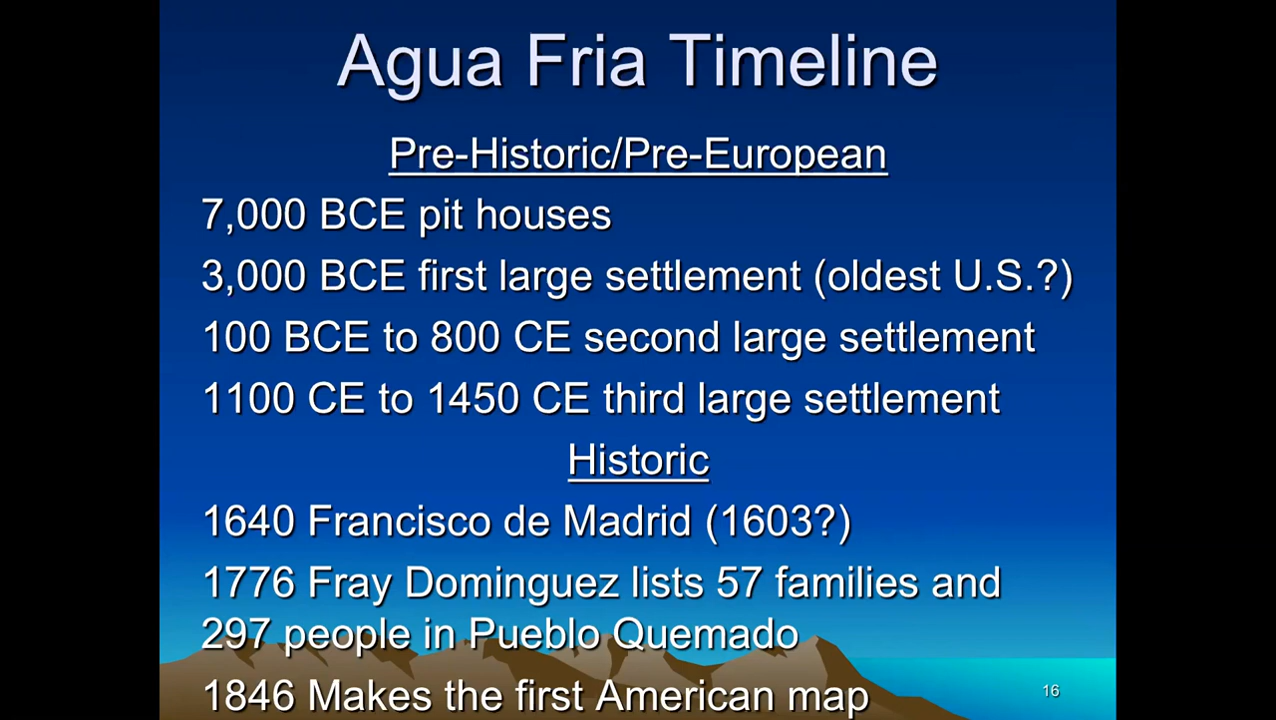 Agua Fria Timeline
Pre-Historic/Pre-European
7,000 BCE pit houses
3,000 BCE first large settlement (oldest U.S.?)
100 BCE to 800 CE second large settlement
1100 CE to 1450 CE third large settlement
Historic
1640 Francisco de Madrid (1603?)
1776 Fray Dominguez lists 57 families and
297 people in Pueblo Quemado
1846 Makes the first American map
16